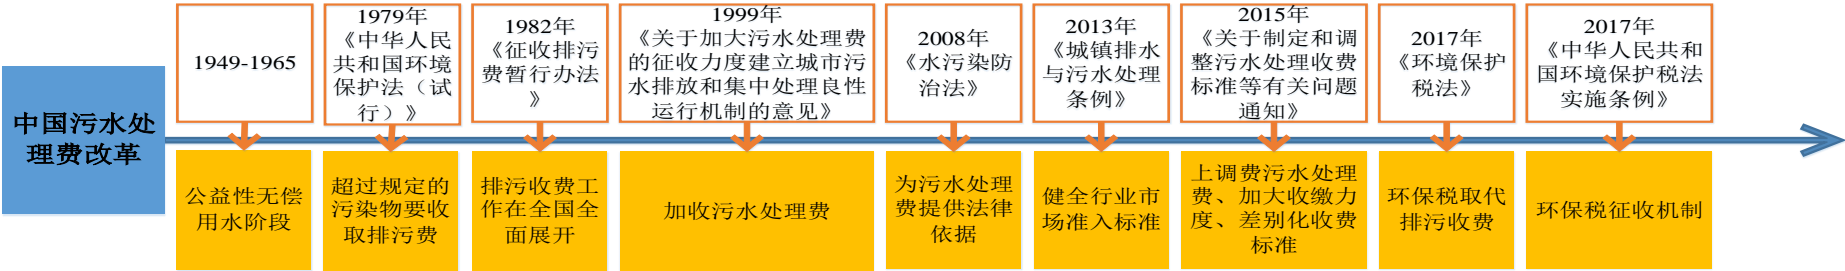 中国污水处
理费改革
1949-1965
公益性无偿
用水阶段
1979年
《中华人民
共和国环境
保护法（试
行）》
超过规定的
污染物要收
取排污费
1982年
《征收排污
费暂行办法
》
排污收费工
作在全国全
面展开
1999年
《关于加大污水处理费
的征收力度建立城市污
水排放和集中处理良性
运行机制的意见》
加收污水处理费
2008年
《水污染防
治法》
为污水处理
费提供法律
依据
2013年
《城镇排水
与污水处理
条例》
健全行业市
场准入标准
2015年
《关于制定和调
整污水处理收费
标准等有关问题
通知》
上调费污水处理
费、加大收缴力
度、差别化收费
标准
2017年
《环境保护
税法》
环保税取代
排污收费
2017年
《中华人民共和
国环境保护税法
实施条例》
环保税征收机制